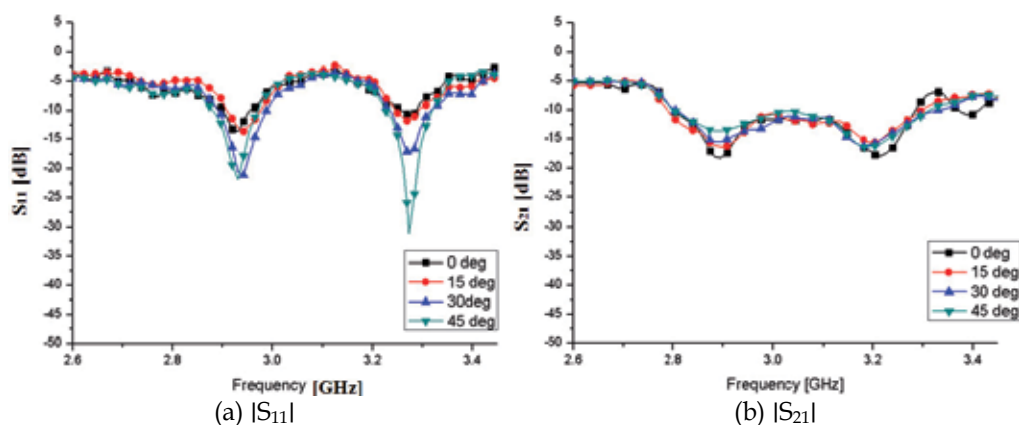 5
0
-5
-10
-15
-20
-25
-30
-35
-40
-45
-50
S₁₁ [dB]
0 deg
15 deg
30deg
45 deg
2.6
2.8
3.0
3.2
3.4
Frequency [GHz]
(a) |S₁₁|
5
0
-5
-10
-15
-20
-25
-30
-35
-40
-45
-50
S₂₁ [dB]
0 deg
15 deg
30 deg
45 deg
2.6
2.8
3.0
3.2
3.4
Frequency [GHz]
(b) |S₂₁|